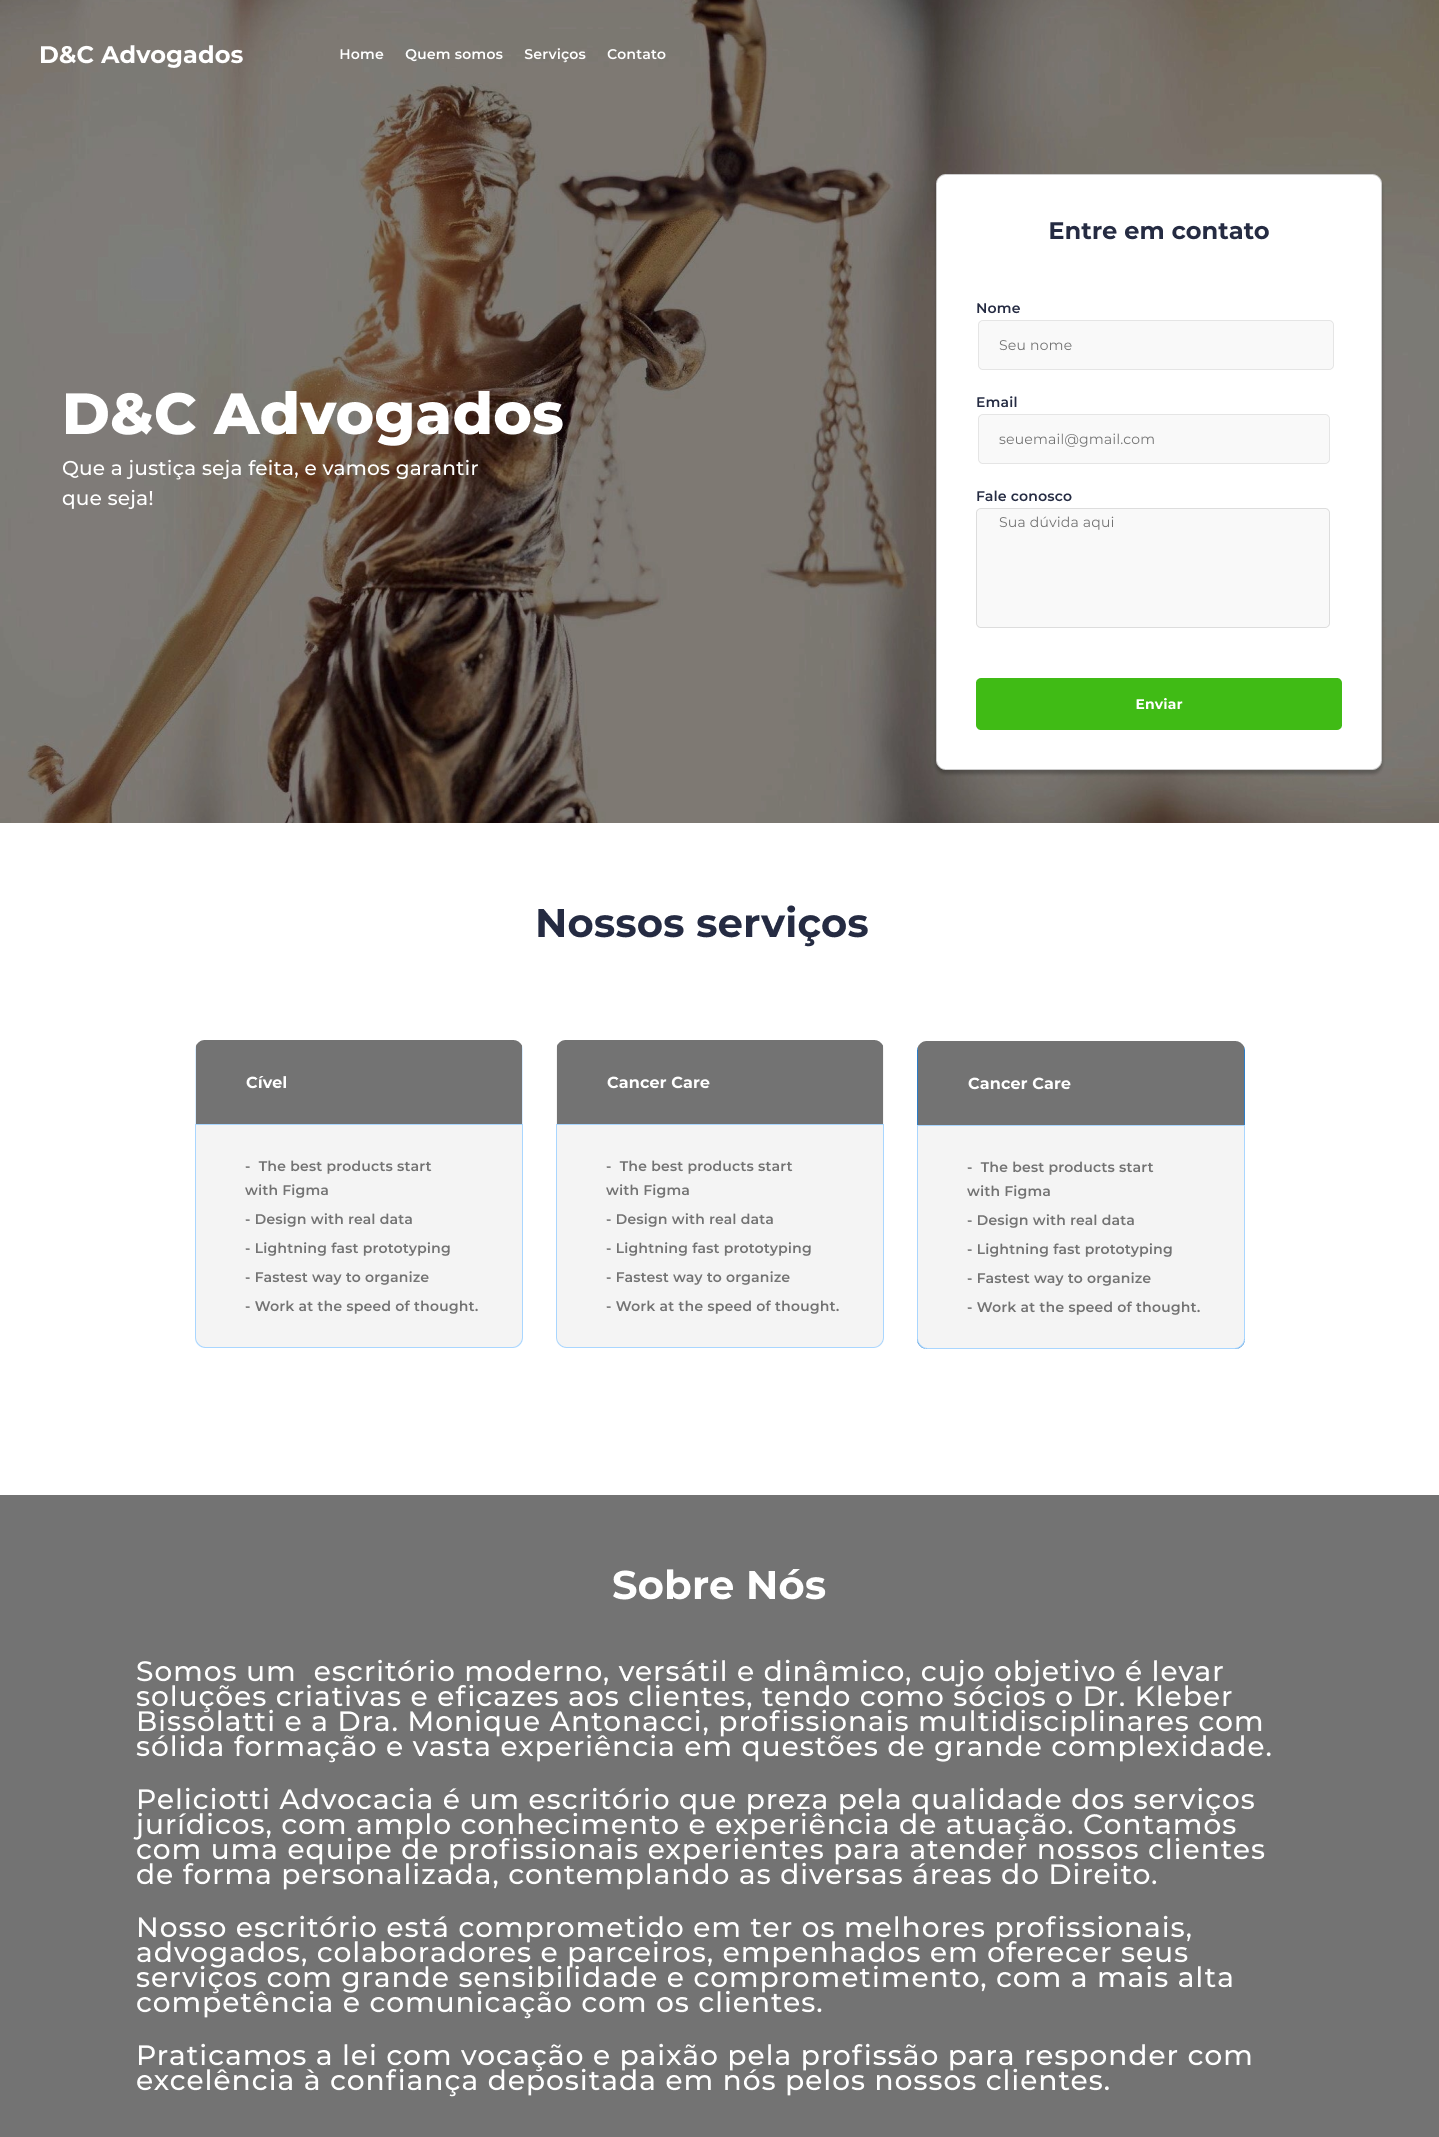 D&C Advogados
Home Quem somos Serviços Contato
D&C Advogados
Que a justiça seja feita, e vamos garantir
que seja!
Entre em contato
Nome
Seu nome
Email
seuemail@gmail.com
Fale conosco
Sua dúvida aqui
Enviar
Nossos serviços
Cível
- The best products start
with Figma
- Design with real data
- Lightning fast prototyping
- Fastest way to organize
- Work at the speed of thought.
Cancer Care
- The best products start
with Figma
- Design with real data
- Lightning fast prototyping
- Fastest way to organize
- Work at the speed of thought.
Cancer Care
- The best products start
with Figma
- Design with real data
- Lightning fast prototyping
- Fastest way to organize
- Work at the speed of thought.
Sobre Nós
Somos um escritório moderno, versátil e dinâmico, cujo objetivo é levar
soluções criativas e eficazes aos clientes, tendo como sócios o Dr. Kleber
Bissolatti e a Dra. Monique Antonacci, profissionais multidisciplinares com
sólida formação e vasta experiência em questões de grande complexidade.
Peliciotti Advocacia é um escritório que preza pela qualidade dos serviços
jurídicos, com amplo conhecimento e experiência de atuação. Contamos
com uma equipe de profissionais experientes para atender nossos clientes
de forma personalizada, contemplando as diversas áreas do Direito.
Nosso escritório está comprometido em ter os melhores profissionais,
advogados, colaboradores e parceiros, empenhados em oferecer seus
serviços com grande sensibilidade e comprometimento, com a mais alta
competência e comunicação com os clientes.
Praticamos a lei com vocação e paixão pela profissão para responder com
excelência à confiança depositada em nós pelos nossos clientes.